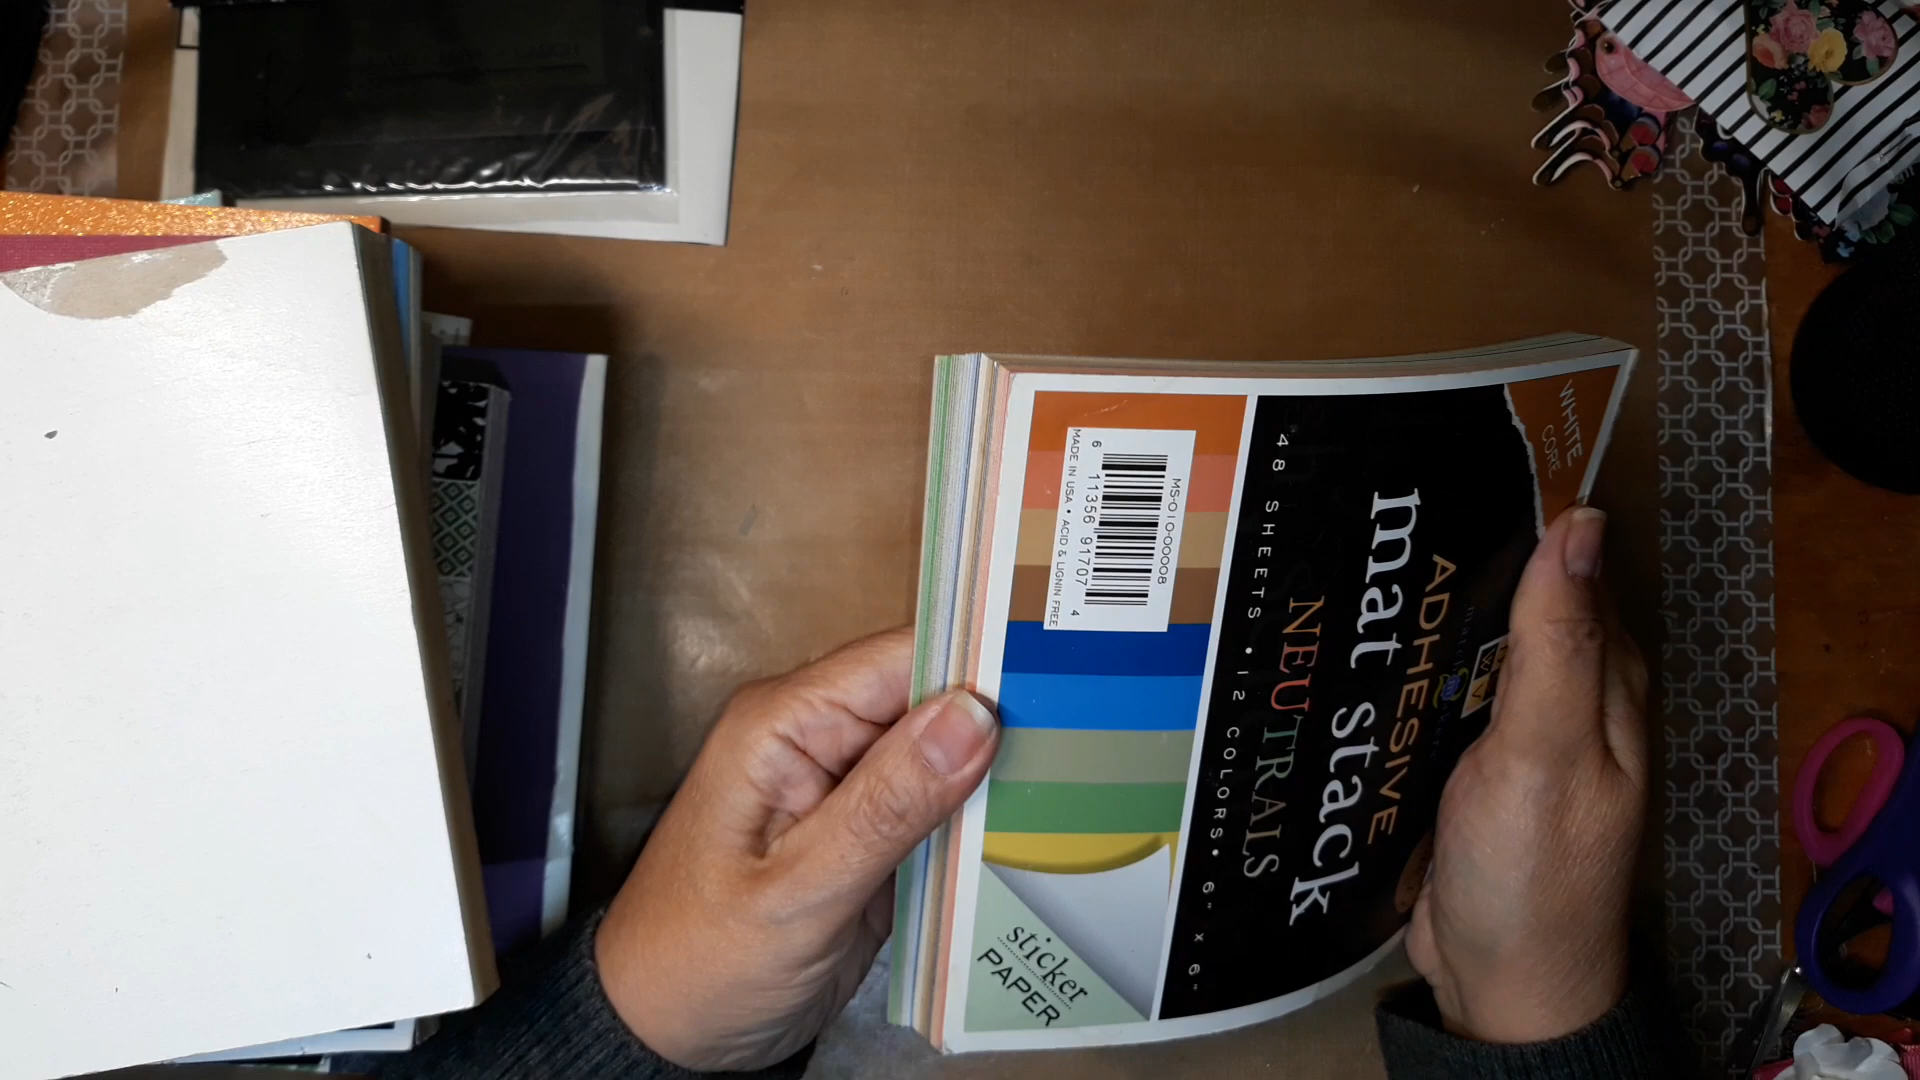 WHITE
CORE
ADHESIVE
mat stack
NEUTRALS
48 SHEETS • 12 COLORS • 6" x 6"
MS-010-00008
6 11356 91707 4
MADE IN USA • ACID & LIGNIN FREE
sticker
PAPER